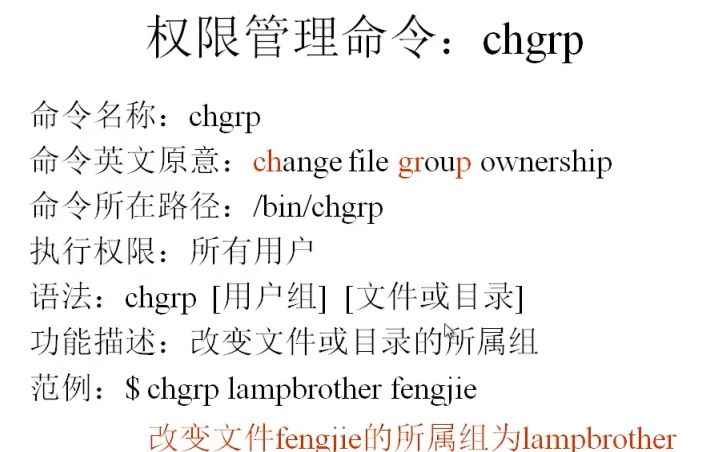 权限管理命令：chgrp
命令名称：chgrp
命令英文原意：change file group ownership
命令所在路径：/bin/chgrp
执行权限：所有用户
语法：chgrp [用户组] [文件或目录]
功能描述：改变文件或目录的所属组
范例：$ chgrp lampbrother fengjie
改变文件fengjie的所属组为lampbrother